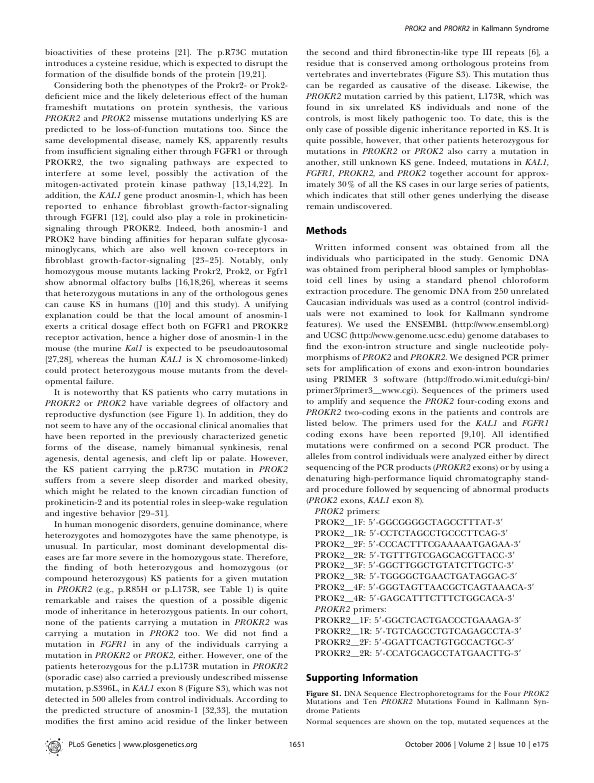 PROK2 and PROKR2 in Kallmann Syndrome
bioactivities of these proteins [21]. The p.R73C mutation
introduces a cysteine residue, which is expected to disrupt the
formation of the disulfide bonds of the protein [19,21].
Considering both the phenotypes of the Prokr2- or Prok2-
deficient mice and the likely deleterious effect of the human
frameshift mutations on protein synthesis, the various
PROKR2 and PROK2 missense mutations underlying KS are
predicted to be loss-of-function mutations too. Since the
same developmental disease, namely KS, apparently results
from insufficient signaling either through FGFR1 or through
PROKR2, the two signaling pathways are expected to
interfere at some level, possibly the activation of the
mitogen-activated protein kinase pathway [13,14,22]. In
addition, the KAL1 gene product anosmin-1, which has been
reported to enhance fibroblast growth-factor-signaling
through FGFR1 [12], could also play a role in prokineticin-
signaling through PROKR2. Indeed, both anosmin-1 and
PROK2 have binding affinities for heparan sulfate glycosa-
minoglycans, which are also well known co-receptors in
fibroblast growth-factor-signaling [23–25]. Notably, only
homozygous mouse mutants lacking Prokr2, Prok2, or Fgfr1
show abnormal olfactory bulbs [16,18,26], whereas it seems
that heterozygous mutations in any of the orthologous genes
can cause KS in humans ([10] and this study). A unifying
explanation could be that the local amount of anosmin-1
exerts a critical dosage effect both on FGFR1 and PROKR2
receptor activation, hence a higher dose of anosmin-1 in the
mouse (the murine Kal1 is expected to be pseudoautosomal
[27,28], whereas the human KAL1 is X chromosome-linked)
could protect heterozygous mouse mutants from the devel-
opmental failure.
It is noteworthy that KS patients who carry mutations in
PROKR2 or PROK2 have variable degrees of olfactory and
reproductive dysfunction (see Figure 1). In addition, they do
not seem to have any of the occasional clinical anomalies that
have been reported in the previously characterized genetic
forms of the disease, namely bimanual synkinesis, renal
agenesis, dental agenesis, and cleft lip or palate. However,
the KS patient carrying the p.R73C mutation in PROK2
suffers from a severe sleep disorder and marked obesity,
which might be related to the known circadian function of
prokineticin-2 and its potential roles in sleep-wake regulation
and ingestive behavior [29–31].
In human monogenic disorders, genuine dominance, where
heterozygotes and homozygotes have the same phenotype, is
unusual. In particular, most dominant developmental dis-
eases are far more severe in the homozygous state. Therefore,
the finding of both heterozygous and homozygous (or
compound heterozygous) KS patients for a given mutation
in PROKR2 (e.g., p.R85H or p.L173R, see Table 1) is quite
remarkable and raises the question of a possible digenic
mode of inheritance in heterozygous patients. In our cohort,
none of the patients carrying a mutation in PROKR2 was
carrying a mutation in PROK2 too. We did not find a
mutation in FGFR1 in any of the individuals carrying a
mutation in PROKR2 or PROK2, either. However, one of the
patients heterozygous for the p.L173R mutation in PROKR2
(sporadic case) also carried a previously undescribed missense
mutation, p.S396L, in KAL1 exon 8 (Figure S3), which was not
detected in 500 alleles from control individuals. According to
the predicted structure of anosmin-1 [32,33], the mutation
modifies the first amino acid residue of the linker between
the second and third fibronectin-like type III repeats [6], a
residue that is conserved among orthologous proteins from
vertebrates and invertebrates (Figure S3). This mutation thus
can be regarded as causative of the disease. Likewise, the
PROKR2 mutation carried by this patient, L173R, which was
found in six unrelated KS individuals and none of the
controls, is most likely pathogenic too. To date, this is the
only case of possible digenic inheritance reported in KS. It is
quite possible, however, that other patients heterozygous for
mutations in PROKR2 or PROK2 also carry a mutation in
another, still unknown KS gene. Indeed, mutations in KAL1,
FGFR1, PROKR2, and PROK2 together account for approx-
imately 30% of all the KS cases in our large series of patients,
which indicates that still other genes underlying the disease
remain undiscovered.
Methods
Written informed consent was obtained from all the
individuals who participated in the study. Genomic DNA
was obtained from peripheral blood samples or lymphoblas-
toid cell lines by using a standard phenol chloroform
extraction procedure. The genomic DNA from 250 unrelated
Caucasian individuals was used as a control (control individ-
uals were not examined to look for Kallmann syndrome
features). We used the ENSEMBL (http://www.ensembl.org)
and UCSC (http://www.genome.ucsc.edu) genome databases to
find the exon-intron structure and single nucleotide poly-
morphisms of PROK2 and PROKR2. We designed PCR primer
sets for amplification of exons and exon-intron boundaries
using PRIMER 3 software (http://frodo.wi.mit.edu/cgi-bin/
primer3/primer3__www.cgi). Sequences of the primers used
to amplify and sequence the PROK2 four-coding exons and
PROKR2 two-coding exons in the patients and controls are
listed below. The primers used for the KAL1 and FGFR1
coding exons have been reported [9,10]. All identified
mutations were confirmed on a second PCR product. The
alleles from control individuals were analyzed either by direct
sequencing of the PCR products (PROKR2 exons) or by using a
denaturing high-performance liquid chromatography stand-
ard procedure followed by sequencing of abnormal products
(PROK2 exons, KAL1 exon 8).
PROK2 primers:
PROK2__1F: 5′-GGCGGGGCTAGCCTTTAT-3′
PROK2__1R: 5′-CCTCTAGCCTGCCCTTCAG-3′
PROK2__2F: 5′-CCCACTTTCGAAAAATGAGAA-3′
PROK2__2R: 5′-TGTTTGTCGAGCACGTTACC-3′
PROK2__3F: 5′-GGCTTGGCTGTATCTTGCTC-3′
PROK2__3R: 5′-TGGGGCTGAACTGATAGGAC-3′
PROK2__4F: 5′-GGGTAGTTAACGCTCAGTAAACA-3′
PROK2__4R: 5′-GAGCATTTCTTTCTGGCACA-3′
PROKR2 primers:
PROKR2__1F: 5′-GGCTCACTGACCCTGAAAGA-3′
PROKR2__1R: 5′-TGTCAGCCTGTCAGAGCCTA-3′
PROKR2__2F: 5′-GGATTCACTGTGCCACTGC-3′
PROKR2__2R: 5′-CCATGCAGCCTATGAACTTG-3′
Supporting Information
Figure S1. DNA Sequence Electrophoretograms for the Four PROK2
Mutations and Ten PROKR2 Mutations Found in Kallmann Syn-
drome Patients
Normal sequences are shown on the top, mutated sequences at the
PLoS Genetics | www.plosgenetics.org
1651
October 2006 | Volume 2 | Issue 10 | e175